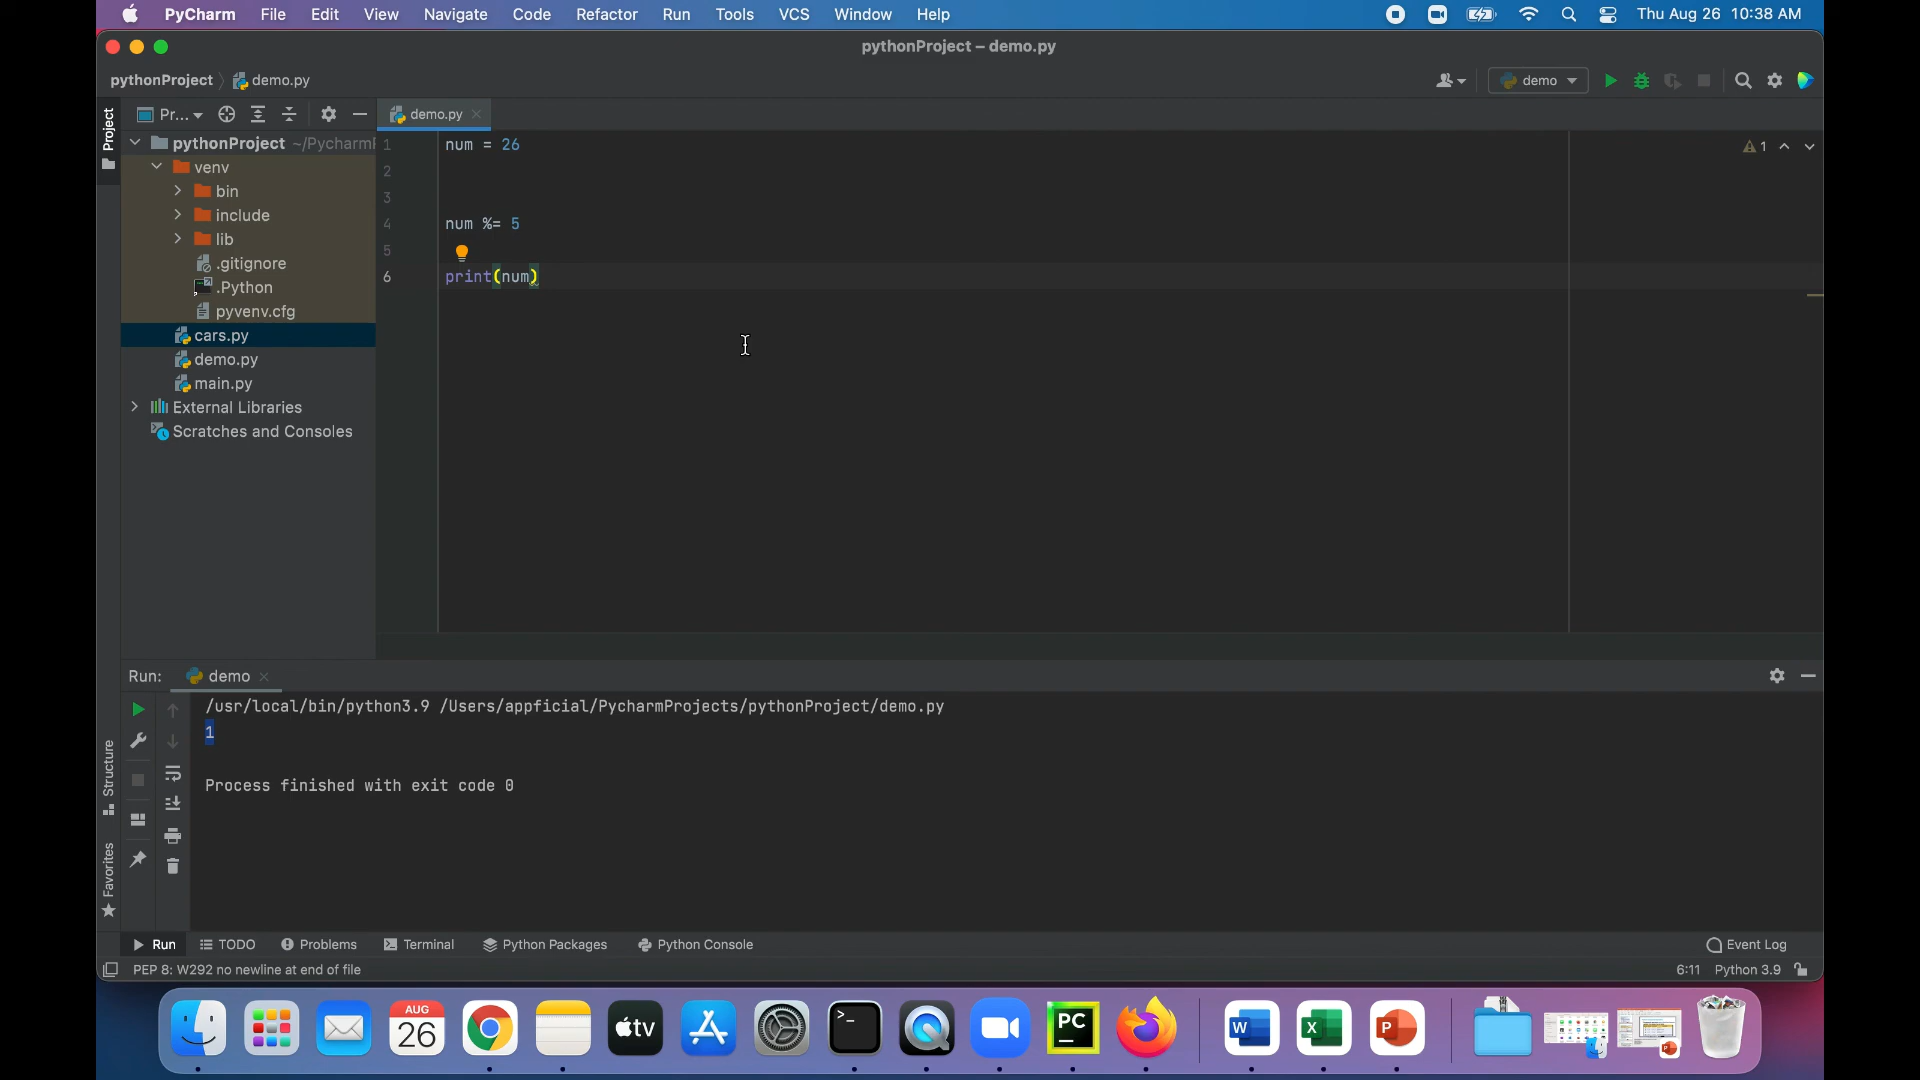 PyCharm File Edit View Navigate Code Refactor Run Tools VCS Window Help Thu Aug 26 10:38 AM
pythonProject – demo.py
pythonProject demo.py demo
Project
Pr... demo.py
pythonProject ~/Pycharm
venv
bin
include
lib
.gitignore
.Python
pyvenv.cfg
cars.py
demo.py
main.py
External Libraries
Scratches and Consoles
1 num = 26
2
3
4 num %= 5
5
6 print(num)
1
Run: demo
/usr/local/bin/python3.9 /Users/appficial/PycharmProjects/pythonProject/demo.py
1
Process finished with exit code 0
Structure
Favorites
Run TODO Problems Terminal Python Packages Python Console Event Log
PEP 8: W292 no newline at end of file 6:11 Python 3.9
AUG
26
tv
>_
PC
W
X
P